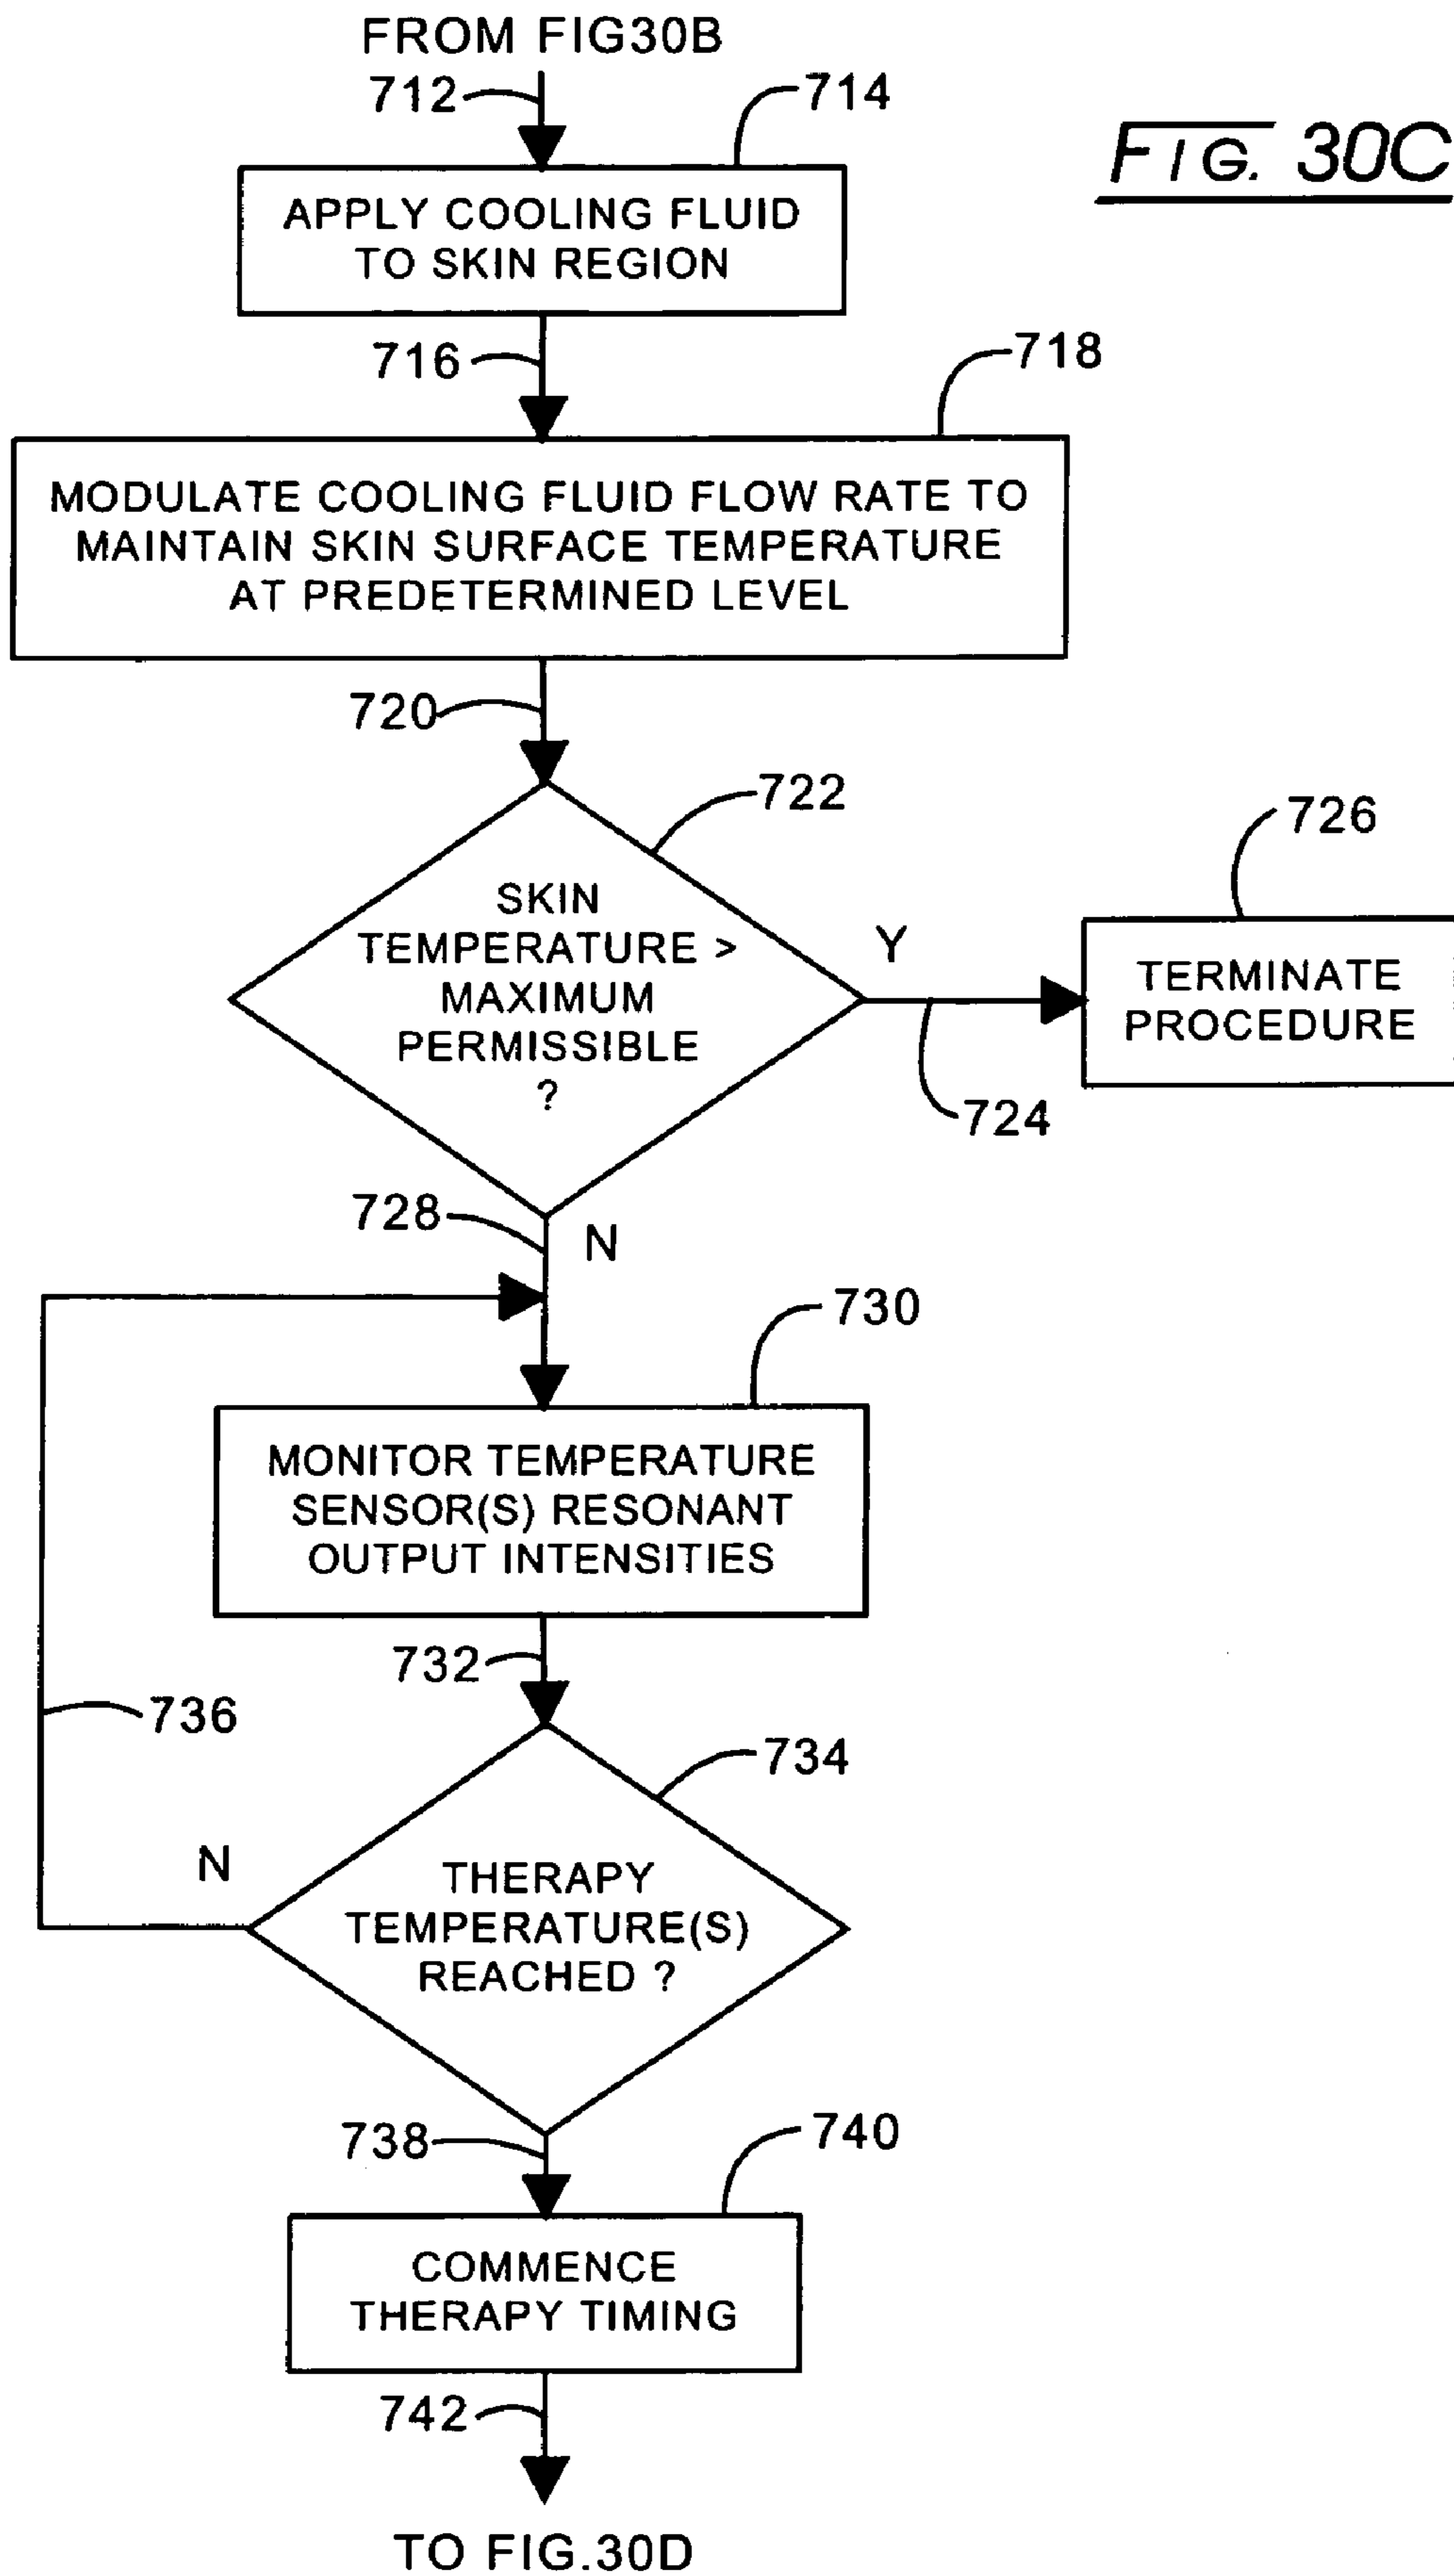 FROM FIG30B
712
714
FIG. 30C
APPLY COOLING FLUID
TO SKIN REGION
716
718
MODULATE COOLING FLUID FLOW RATE TO
MAINTAIN SKIN SURFACE TEMPERATURE
AT PREDETERMINED LEVEL
720
722
726
SKIN
TEMPERATURE >
MAXIMUM
PERMISSIBLE
?
Y
TERMINATE
PROCEDURE
724
728
N
730
MONITOR TEMPERATURE
SENSOR(S) RESONANT
OUTPUT INTENSITIES
732
736
734
N
THERAPY
TEMPERATURE(S)
REACHED ?
738
740
COMMENCE
THERAPY TIMING
742
TO FIG.30D